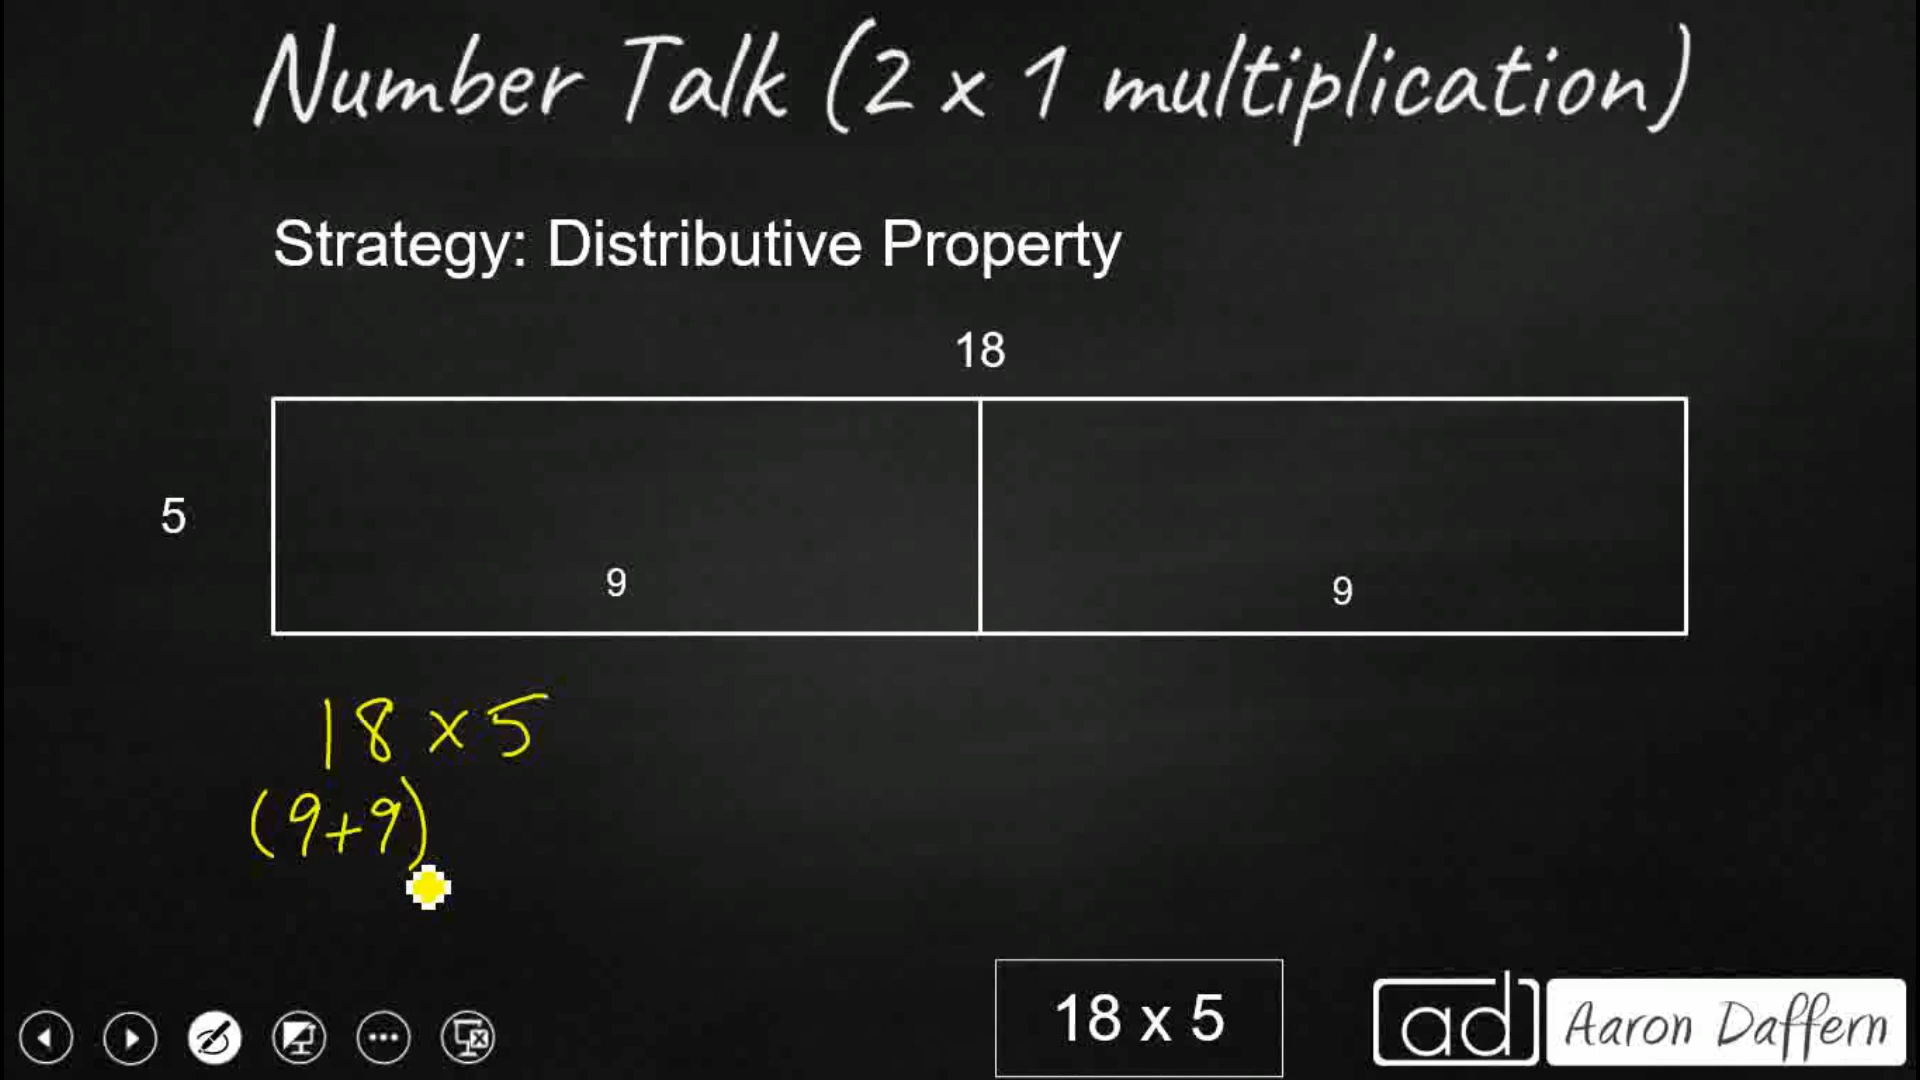 Number Talk (2 x 1 multiplication)
Strategy: Distributive Property
18
5
9 9
18 x 5
(9+9)
18 x 5
ad Aaron Daffern